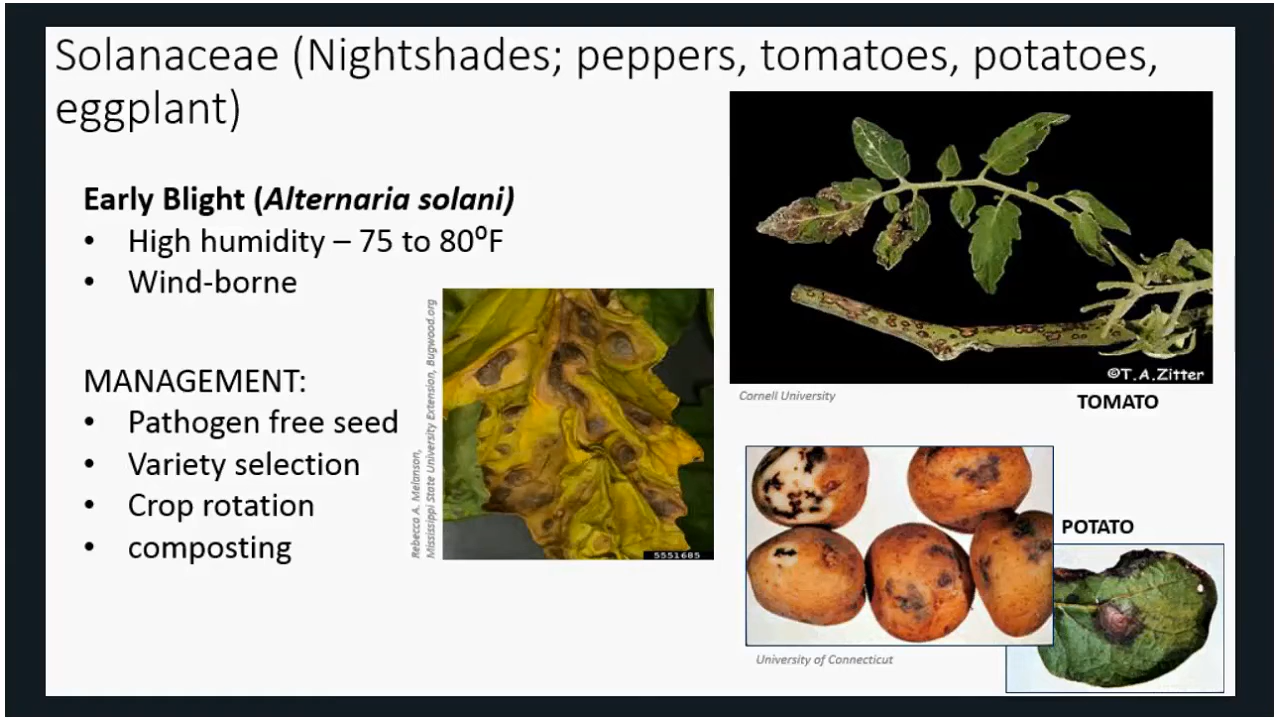 Solanaceae (Nightshades; peppers, tomatoes, potatoes,
eggplant)
Early Blight (Alternaria solani)
• High humidity – 75 to 80⁰F
• Wind-borne
MANAGEMENT:
• Pathogen free seed
• Variety selection
• Crop rotation
• composting
Rebecca A. Melanson,
Mississippi State University Extension, Bugwood.org
5551685
©T.A.Zitter
Cornell University
TOMATO
POTATO
University of Connecticut